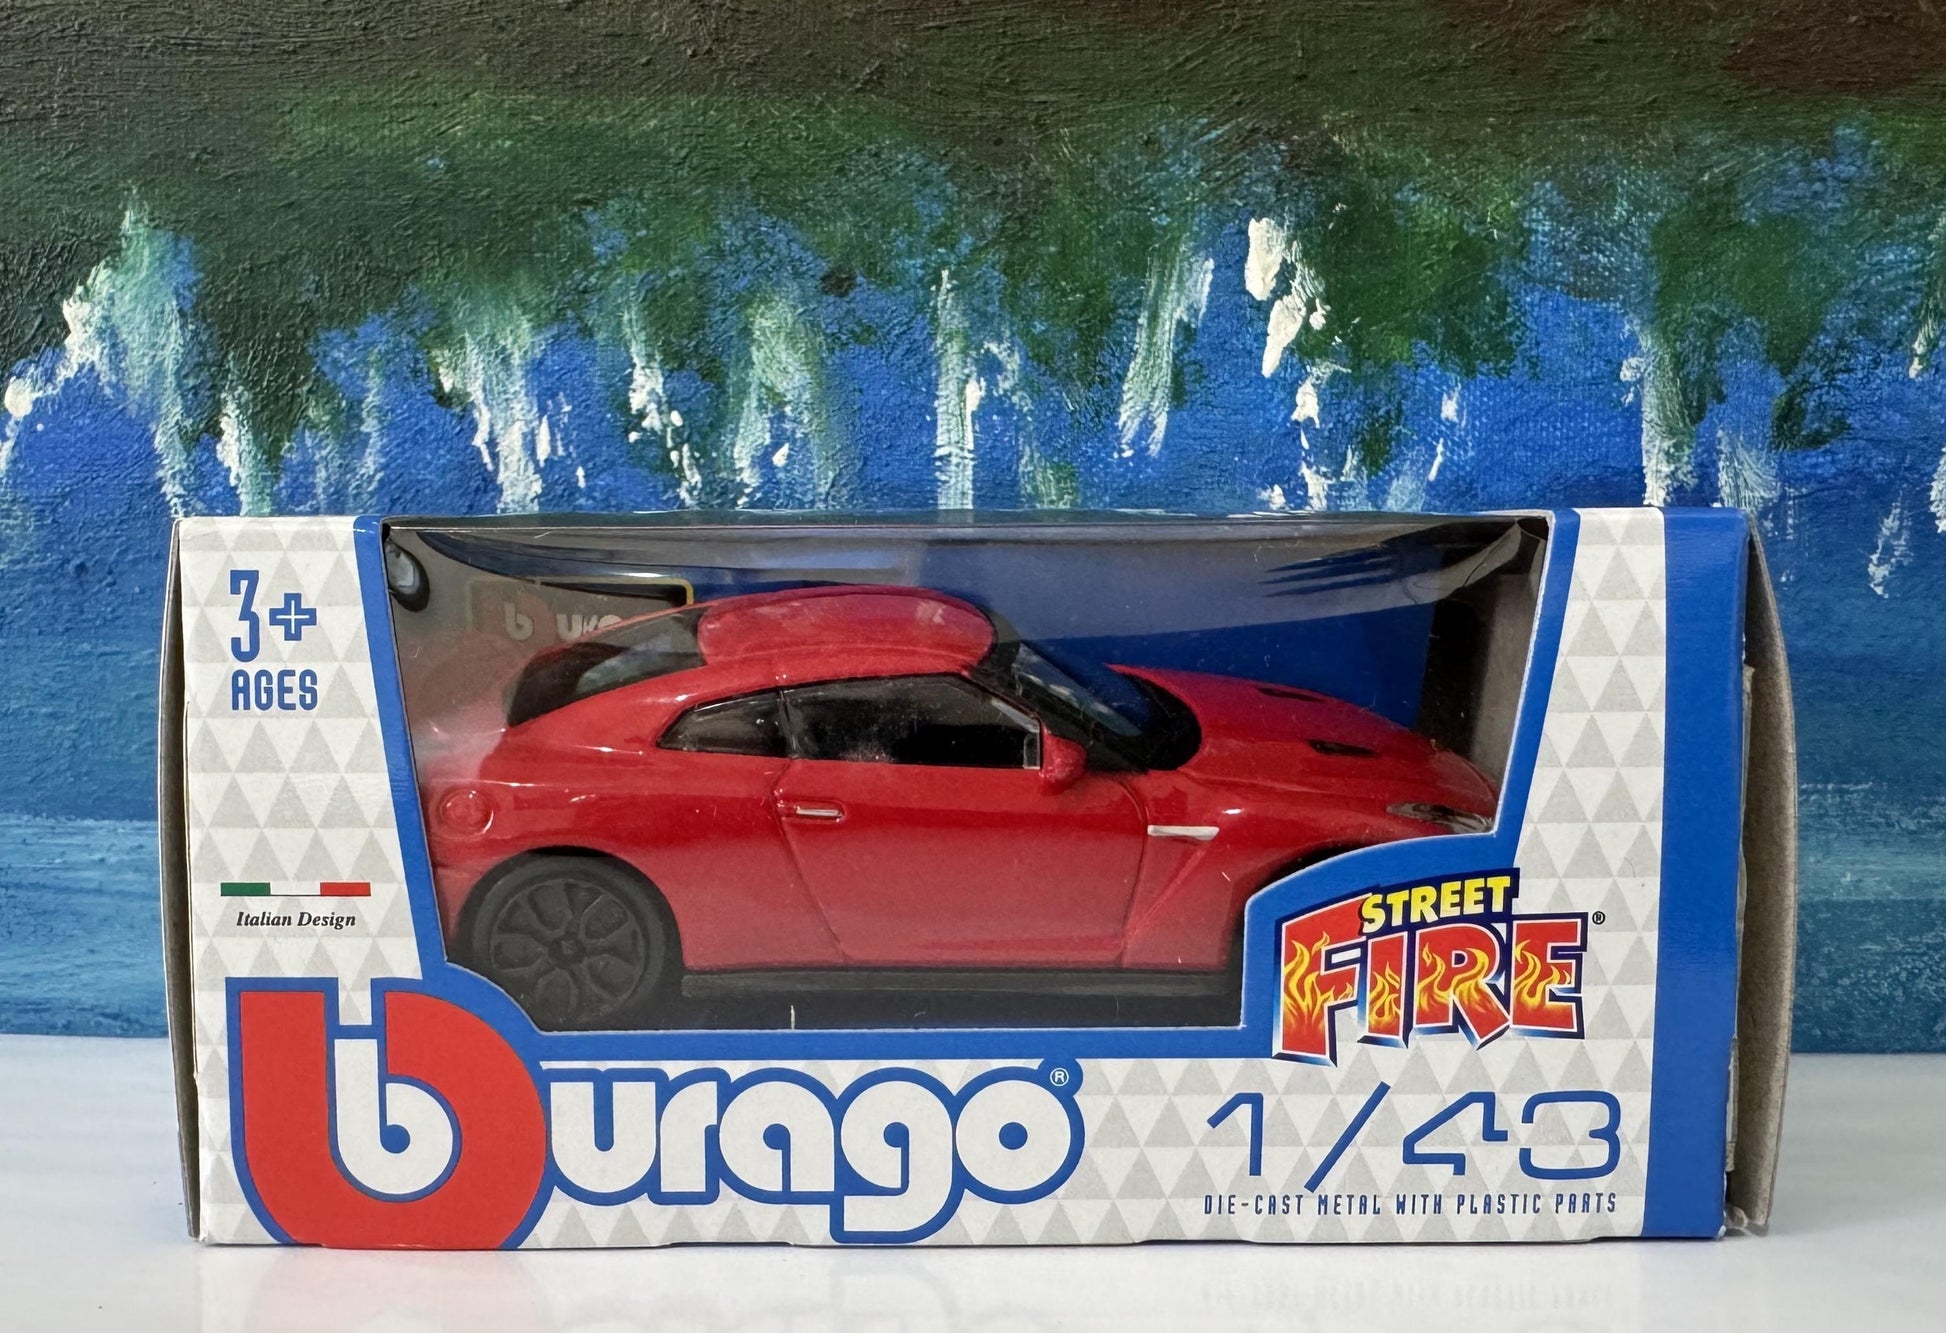 3+
AGES
Italian Design
burago®
STREET
FIRE®
1/43
DIE-CAST METAL WITH PLASTIC PARTS